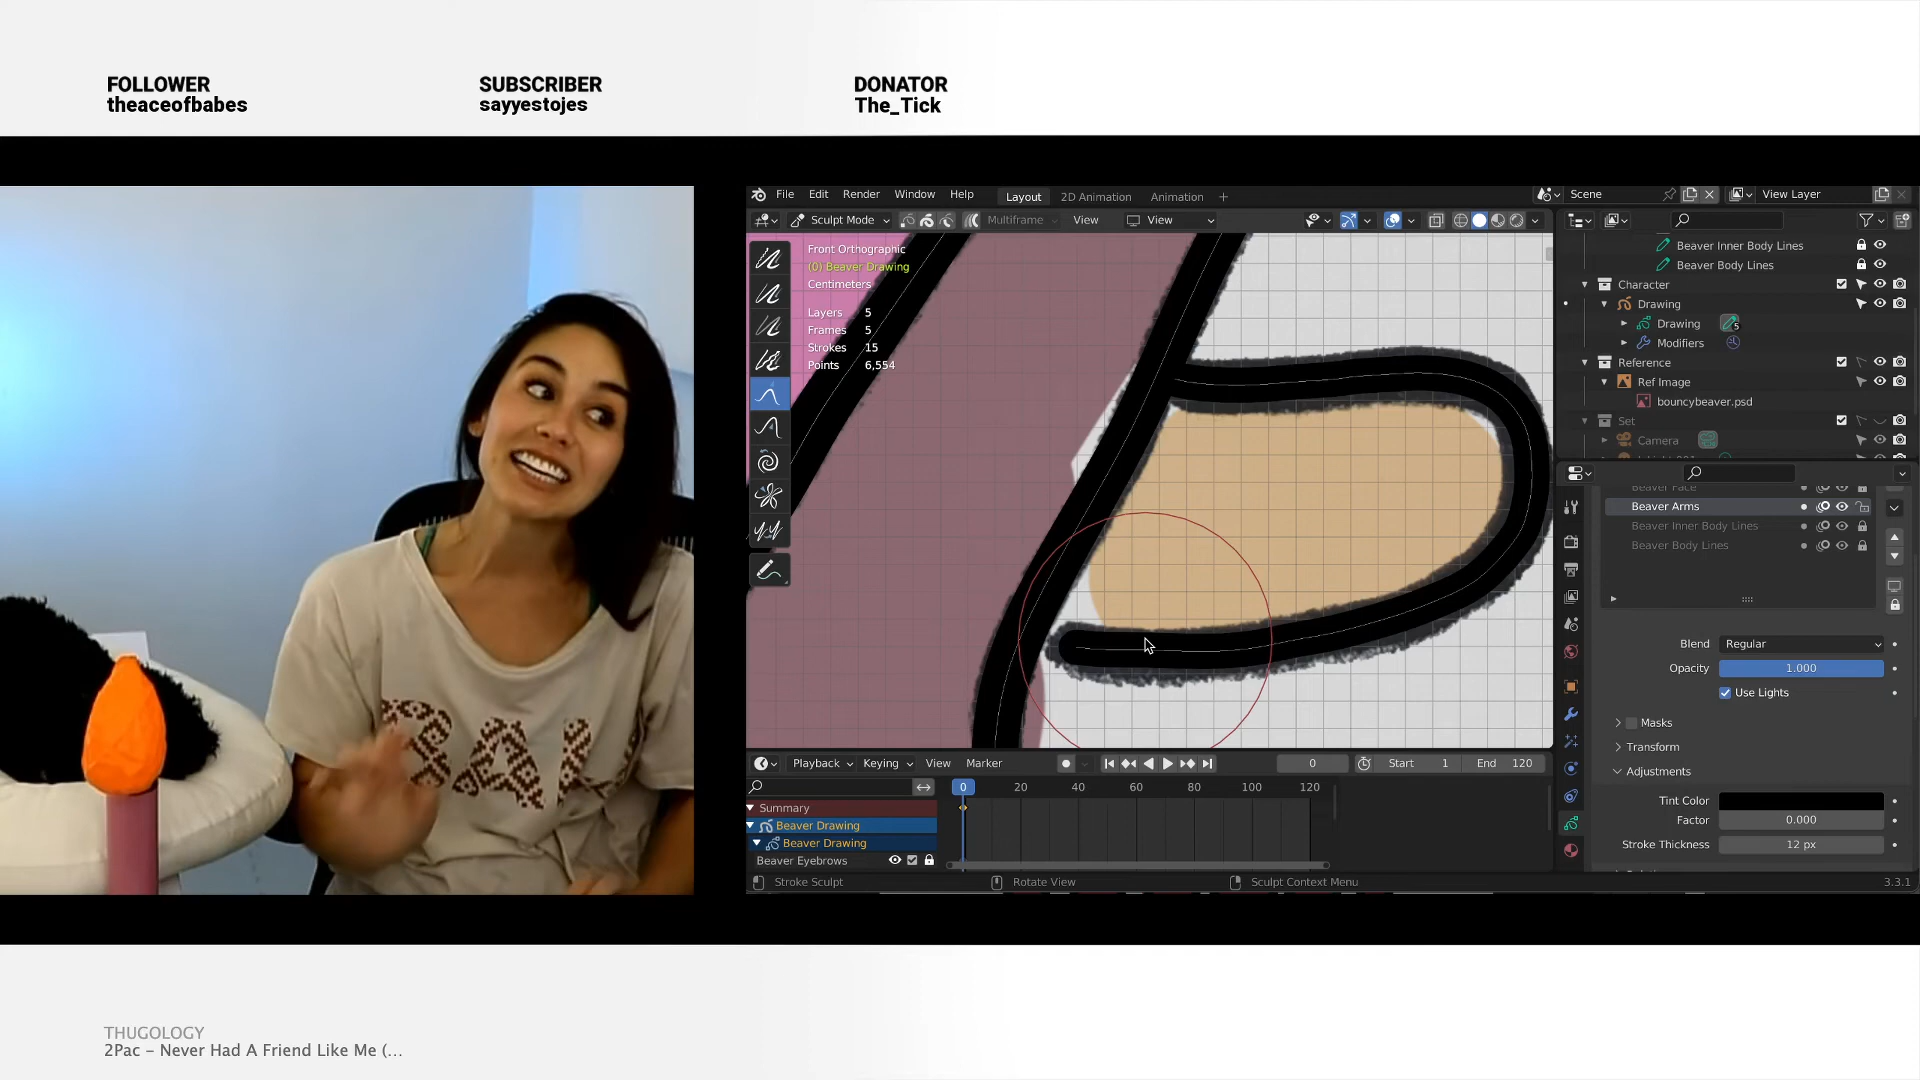 FOLLOWER
theaceofbabes
SUBSCRIBER
sayyestojes
DONATOR
The_Tick
File Edit Render Window Help Layout 2D Animation Animation + Scene View Layer
Sculpt Mode Multiframe View View
Front Orthographic
(0) Beaver Drawing
Centimeters
Layers 5
Frames 5
Strokes 15
Points 6,554
Beaver Inner Body Lines
Beaver Body Lines
Character
Drawing
Drawing 5
Modifiers
Reference
Ref Image
bouncybeaver.psd
Set
Camera
Beaver Face
Beaver Arms
Beaver Inner Body Lines
Beaver Body Lines
Blend Regular
Opacity 1.000
Use Lights
Masks
Transform
Adjustments
Tint Color
Factor 0.000
Stroke Thickness 12 px
Playback Keying View Marker 0 Start 1 End 120
0 20 40 60 80 100 120
Summary
Beaver Drawing
Beaver Drawing
Beaver Eyebrows
Stroke Sculpt Rotate View Sculpt Context Menu 3.3.1
THUGOLOGY
2Pac - Never Had A Friend Like Me (...